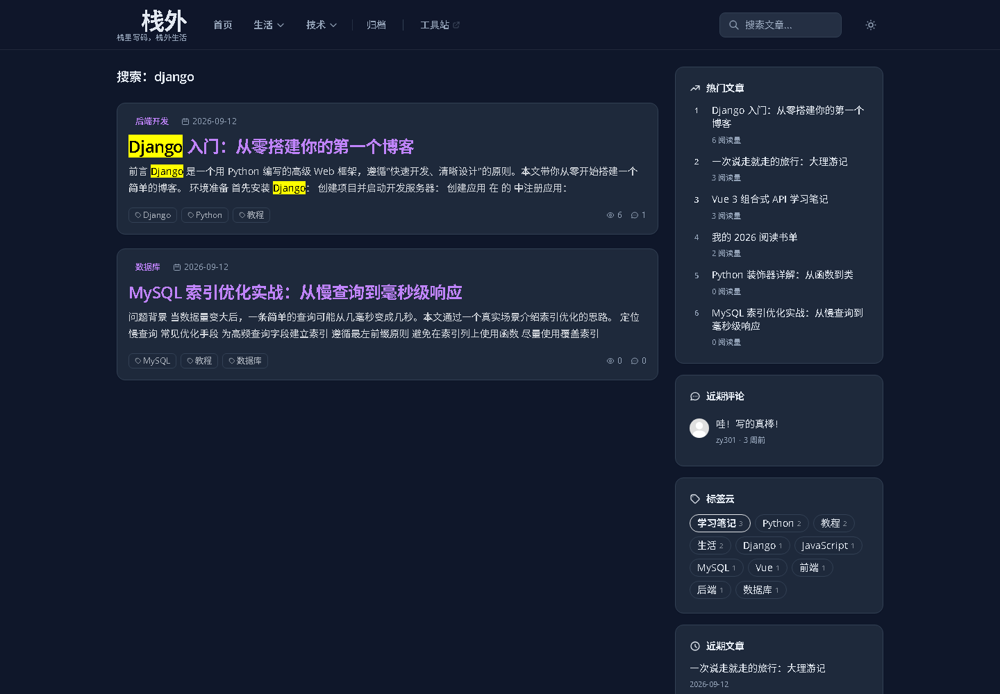 栈外
栈里写码，栈外生活
首页
生活
技术
归档
工具站
搜索文章...
搜索：django
后端开发 2026-09-12
Django 入门：从零搭建你的第一个博客
前言 Django 是一个用 Python 编写的高级 Web 框架，遵循"快速开发、清晰设计"的原则。本文带你从零开始搭建一个
简单的博客。 环境准备 首先安装 Django： 创建项目并启动开发服务器： 创建应用 在 的 中注册应用：
Django Python 教程 6 1
数据库 2026-09-12
MySQL 索引优化实战：从慢查询到毫秒级响应
问题背景 当数据量变大后，一条简单的查询可能从几毫秒变成几秒。本文通过一个真实场景介绍索引优化的思路。 定位
慢查询 常见优化手段 为高频查询字段建立索引 遵循最左前缀原则 避免在索引列上使用函数 尽量使用覆盖索引
MySQL 教程 数据库 0 0
热门文章
1 Django 入门：从零搭建你的第一个
博客
6 阅读量
2 一次说走就走的旅行：大理游记
3 阅读量
3 Vue 3 组合式 API 学习笔记
3 阅读量
4 我的 2026 阅读书单
2 阅读量
5 Python 装饰器详解：从函数到类
0 阅读量
6 MySQL 索引优化实战：从慢查询到
毫秒级响应
0 阅读量
近期评论
哇！写的真棒！
zy301 · 3 周前
标签云
学习笔记 3 Python 2 教程 2
生活 2 Django 1 JavaScript 1
MySQL 1 Vue 1 前端 1
后端 1 数据库 1
近期文章
一次说走就走的旅行：大理游记
2026-09-12